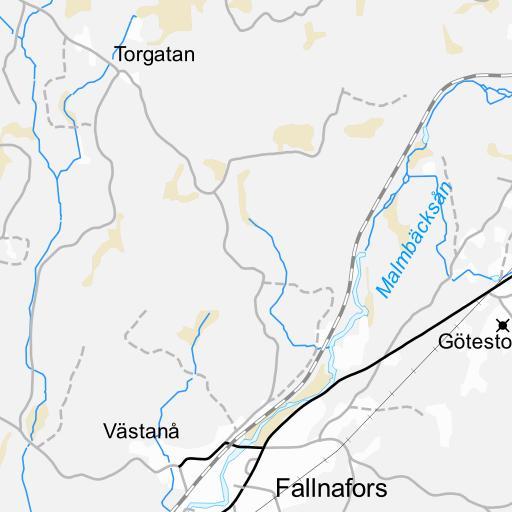 Torgatan
Malmbäcksån
Götesto
Västanå
Fallnafors